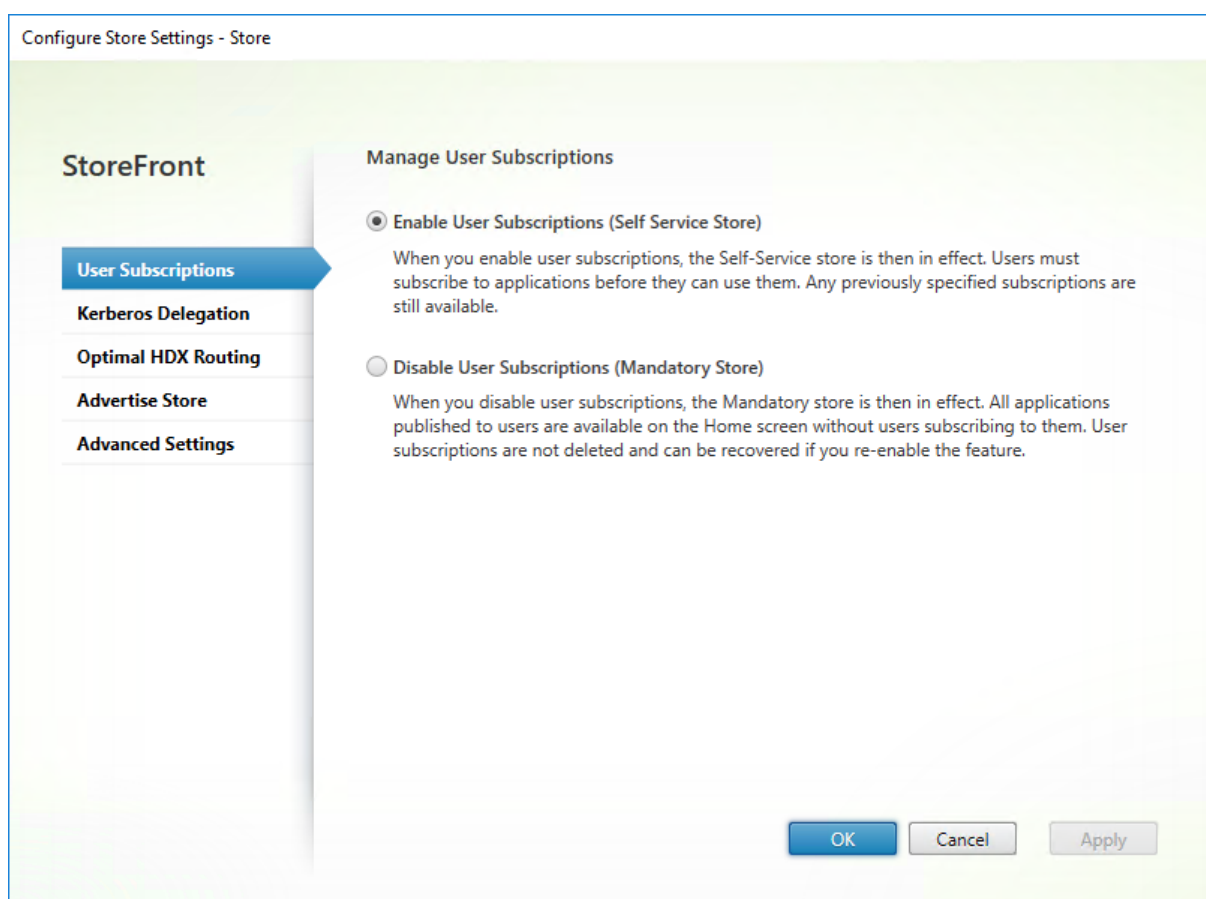 Configure Store Settings - Store
StoreFront
User Subscriptions
Kerberos Delegation
Optimal HDX Routing
Advertise Store
Advanced Settings
Manage User Subscriptions
Enable User Subscriptions (Self Service Store)
When you enable user subscriptions, the Self-Service store is then in effect. Users must
subscribe to applications before they can use them. Any previously specified subscriptions are
still available.
Disable User Subscriptions (Mandatory Store)
When you disable user subscriptions, the Mandatory store is then in effect. All applications
published to users are available on the Home screen without users subscribing to them. User
subscriptions are not deleted and can be recovered if you re-enable the feature.
OK
Cancel
Apply